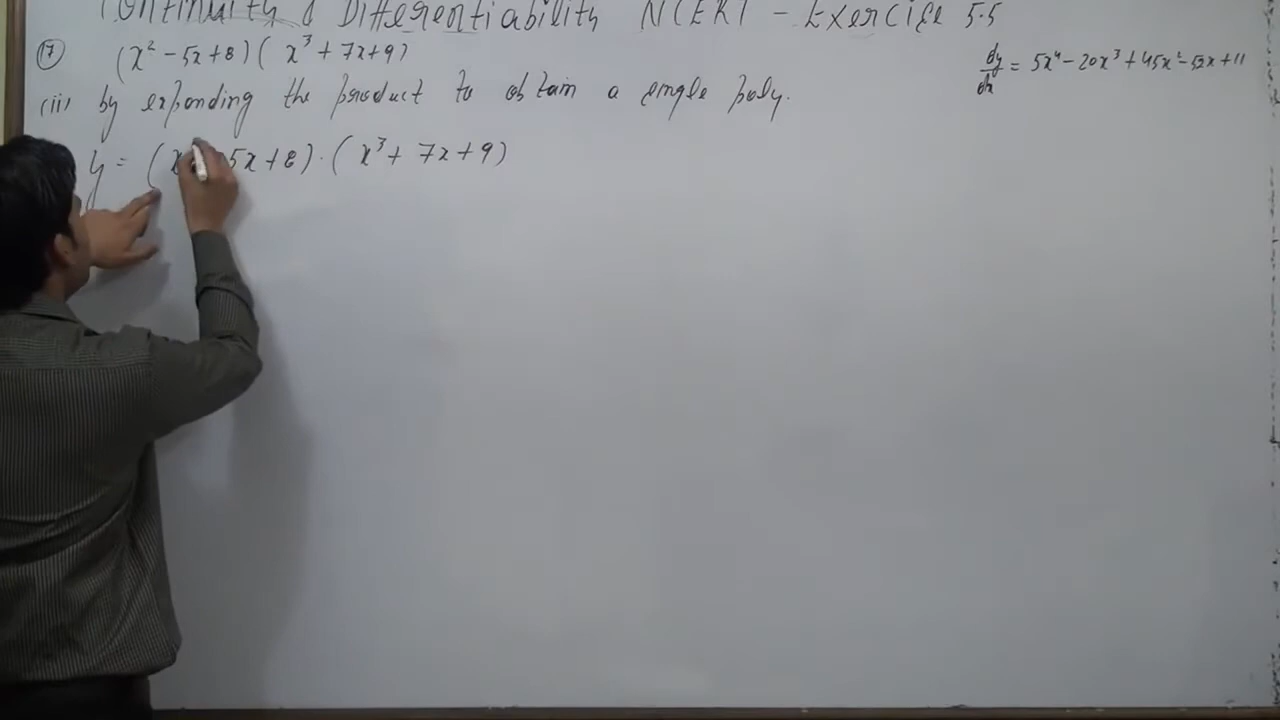 Continuity & Differentiability NCERT - Exercise 5.5
(17) (x² - 5x + 8) (x³ + 7x + 9)
dy/dx = 5x⁴ - 20x³ + 45x² - 52x + 11
(ii) by expanding the product to obtain a single poly.
y = (x 5x + 8) · (x³ + 7x + 9)